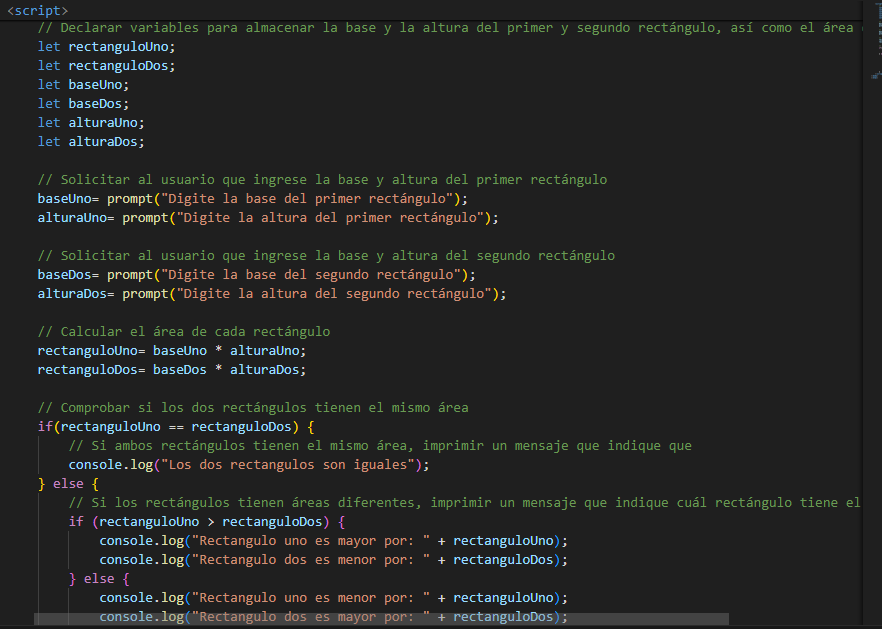 <script>
// Declarar variables para almacenar la base y la altura del primer y segundo rectángulo, así como el área
let rectanguloUno;
let rectanguloDos;
let baseUno;
let baseDos;
let alturaUno;
let alturaDos;
// Solicitar al usuario que ingrese la base y altura del primer rectángulo
baseUno= prompt("Digite la base del primer rectángulo");
alturaUno= prompt("Digite la altura del primer rectángulo");
// Solicitar al usuario que ingrese la base y altura del segundo rectángulo
baseDos= prompt("Digite la base del segundo rectángulo");
alturaDos= prompt("Digite la altura del segundo rectángulo");
// Calcular el área de cada rectángulo
rectanguloUno= baseUno * alturaUno;
rectanguloDos= baseDos * alturaDos;
// Comprobar si los dos rectángulos tienen el mismo área
if(rectanguloUno == rectanguloDos) {
// Si ambos rectángulos tienen el mismo área, imprimir un mensaje que indique que
console.log("Los dos rectangulos son iguales");
} else {
// Si los rectángulos tienen áreas diferentes, imprimir un mensaje que indique cuál rectángulo tiene el
if (rectanguloUno > rectanguloDos) {
console.log("Rectangulo uno es mayor por: " + rectanguloUno);
console.log("Rectangulo dos es menor por: " + rectanguloDos);
} else {
console.log("Rectangulo uno es menor por: " + rectanguloUno);
console.log("Rectangulo dos es mayor por: " + rectanguloDos);